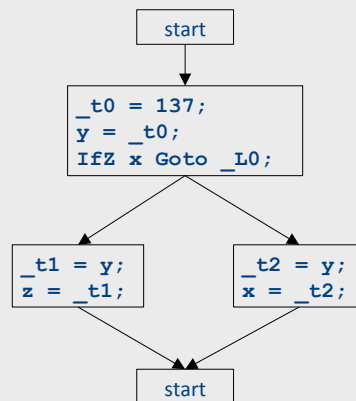 start
_t0 = 137;
y = _t0;
IfZ x Goto _L0;
_t1 = y;
z = _t1;
_t2 = y;
x = _t2;
start